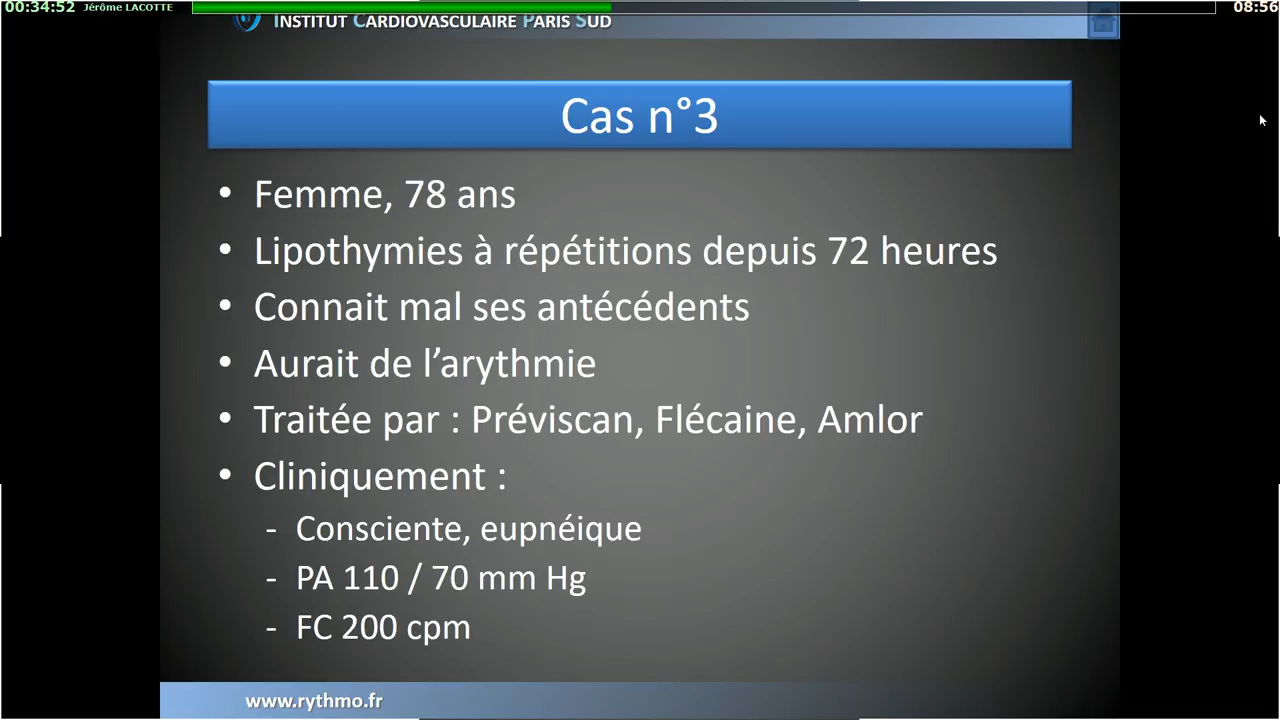 00:34:52 Jérôme LACOTTE 08:56
INSTITUT CARDIOVASCULAIRE PARIS SUD
Cas n°3
• Femme, 78 ans
• Lipothymies à répétitions depuis 72 heures
• Connait mal ses antécédents
• Aurait de l’arythmie
• Traitée par : Préviscan, Flécaine, Amlor
• Cliniquement :
- Consciente, eupnéique
- PA 110 / 70 mm Hg
- FC 200 cpm
www.rythmo.fr